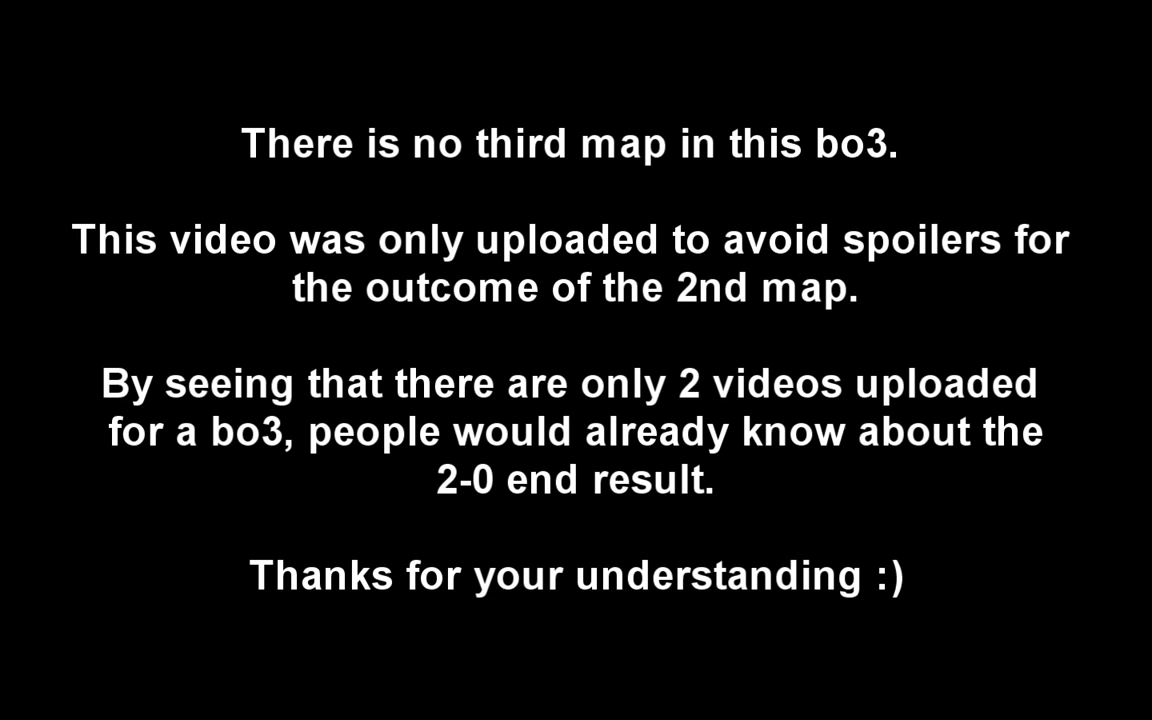 There is no third map in this bo3.
This video was only uploaded to avoid spoilers for
the outcome of the 2nd map.
By seeing that there are only 2 videos uploaded
for a bo3, people would already know about the
2-0 end result.
Thanks for your understanding :)